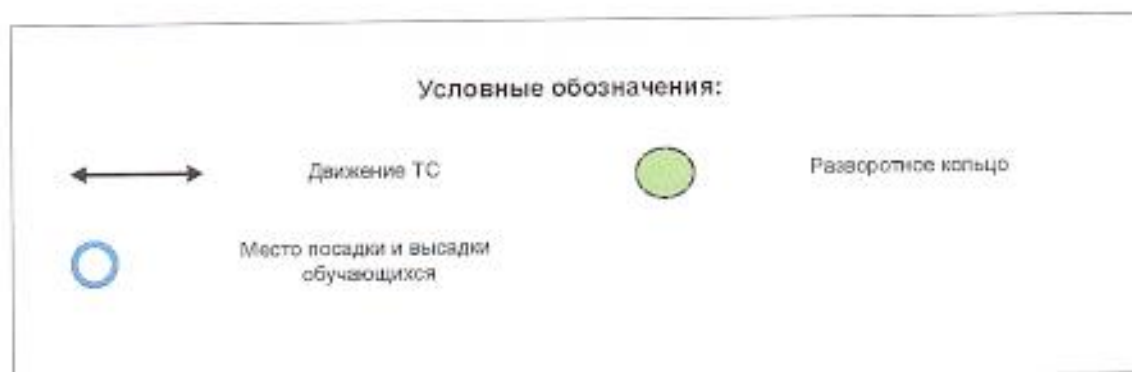 Условные обозначения:
Движение ТС
Разворотное кольцо
Место посадки и высадки
обучающихся